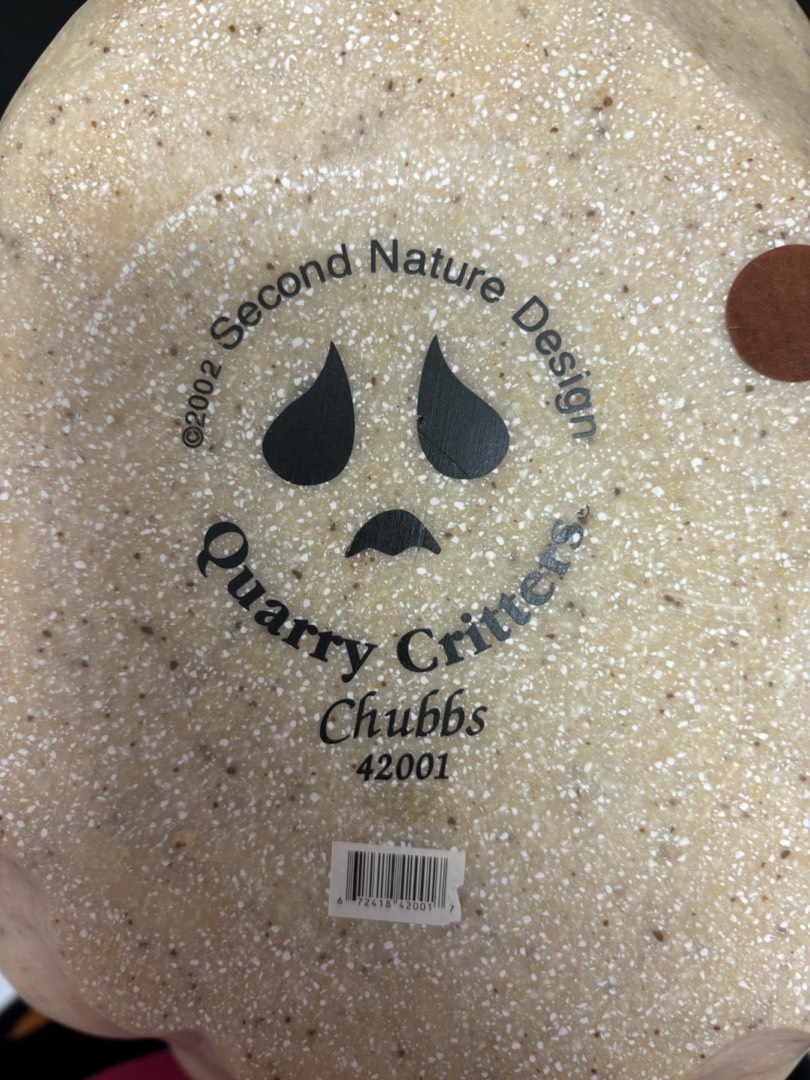 ©2002 Second Nature Design
Quarry Critters
Chubbs
42001
6 72418 42001 7